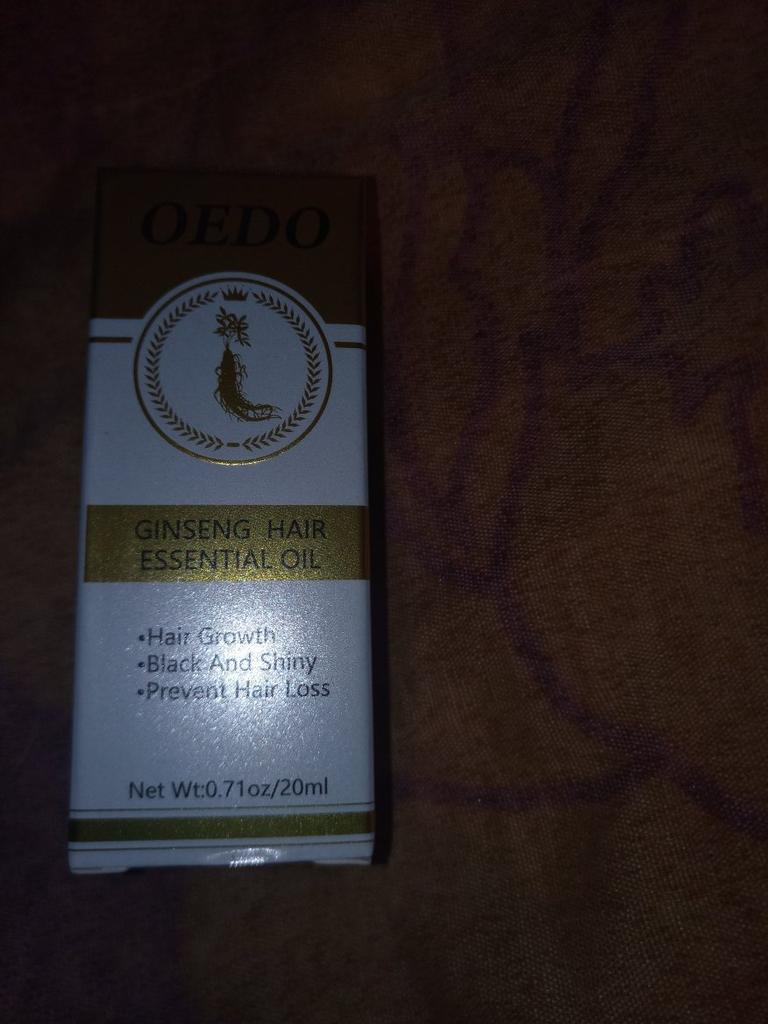 OEDO
GINSENG HAIR
ESSENTIAL OIL
•Hair Growth
•Black And Shiny
•Prevent Hair Loss
Net Wt:0.71oz/20ml